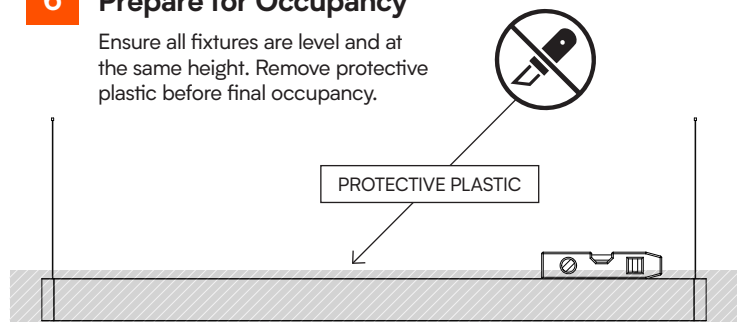 6 Prepare for Occupancy
Ensure all fixtures are level and at
the same height. Remove protective
plastic before final occupancy.
PROTECTIVE PLASTIC